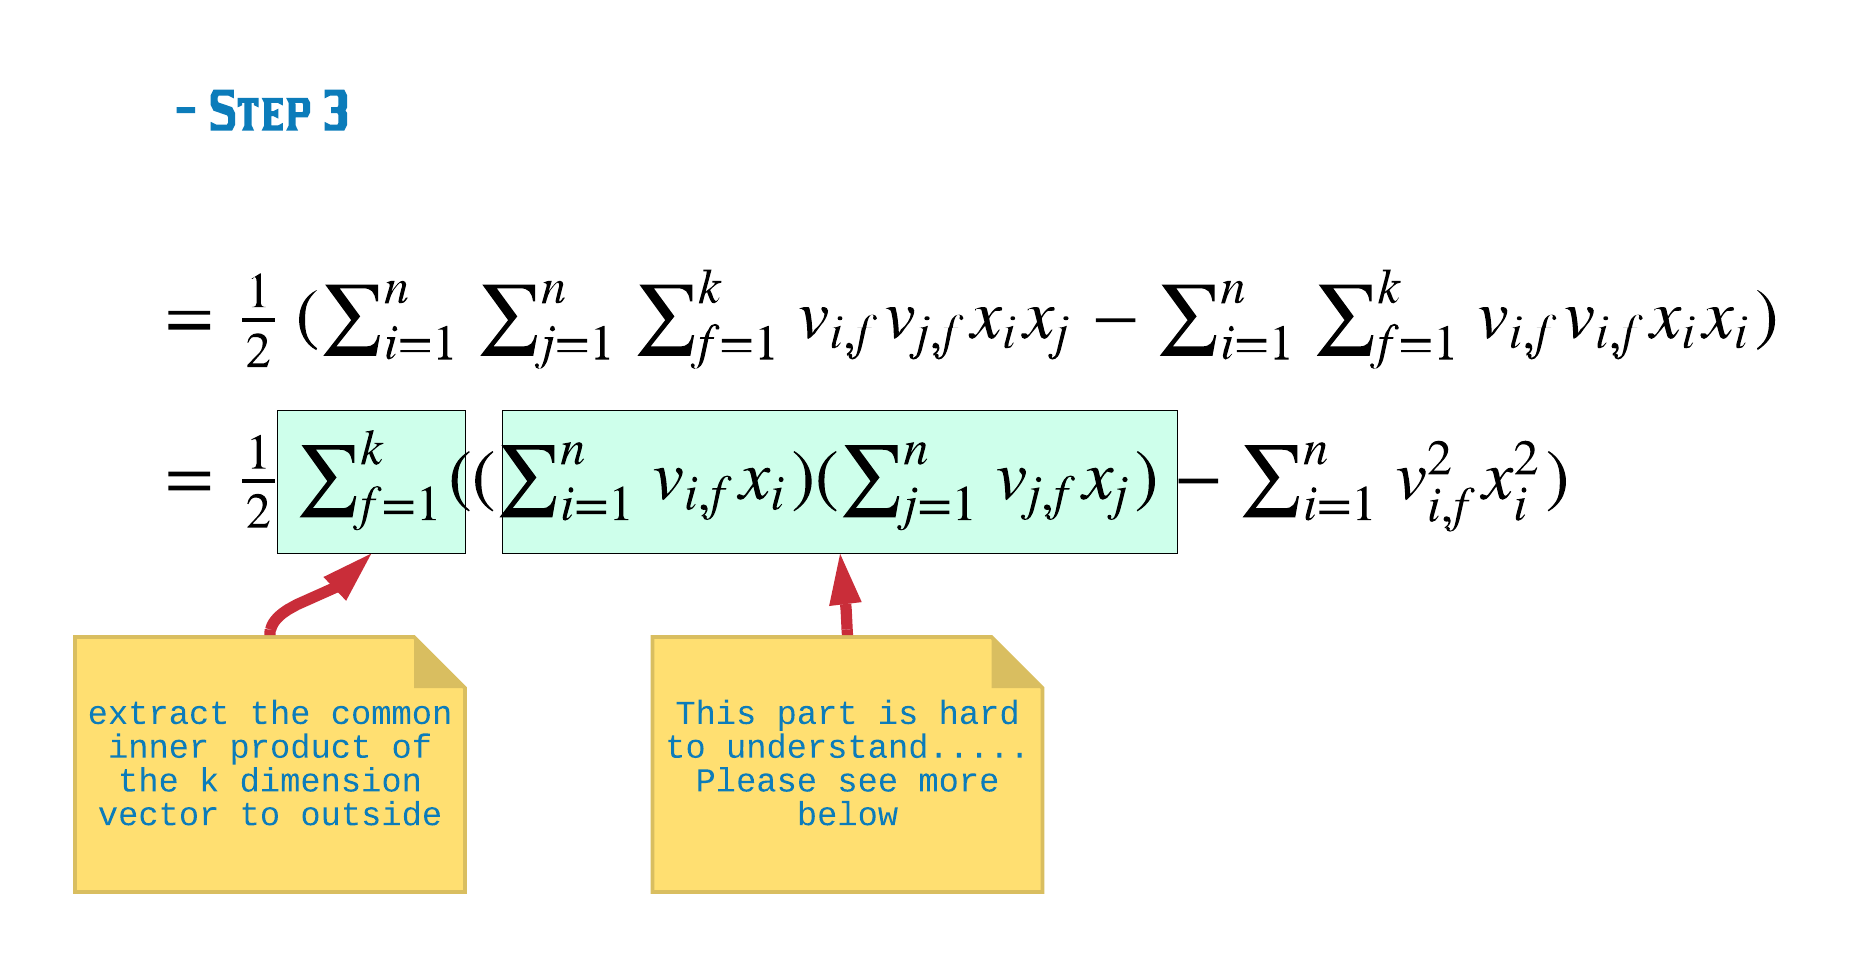 - STEP 3
= \frac{1}{2} (\sum_{i=1}^{n} \sum_{j=1}^{n} \sum_{f=1}^{k} v_{i,f} v_{j,f} x_i x_j - \sum_{i=1}^{n} \sum_{f=1}^{k} v_{i,f} v_{i,f} x_i x_i)
= \frac{1}{2} \sum_{f=1}^{k} ((\sum_{i=1}^{n} v_{i,f} x_i)(\sum_{j=1}^{n} v_{j,f} x_j) - \sum_{i=1}^{n} v_{i,f}^{2} x_i^{2})
extract the common
inner product of
the k dimension
vector to outside
This part is hard
to understand.....
Please see more
below